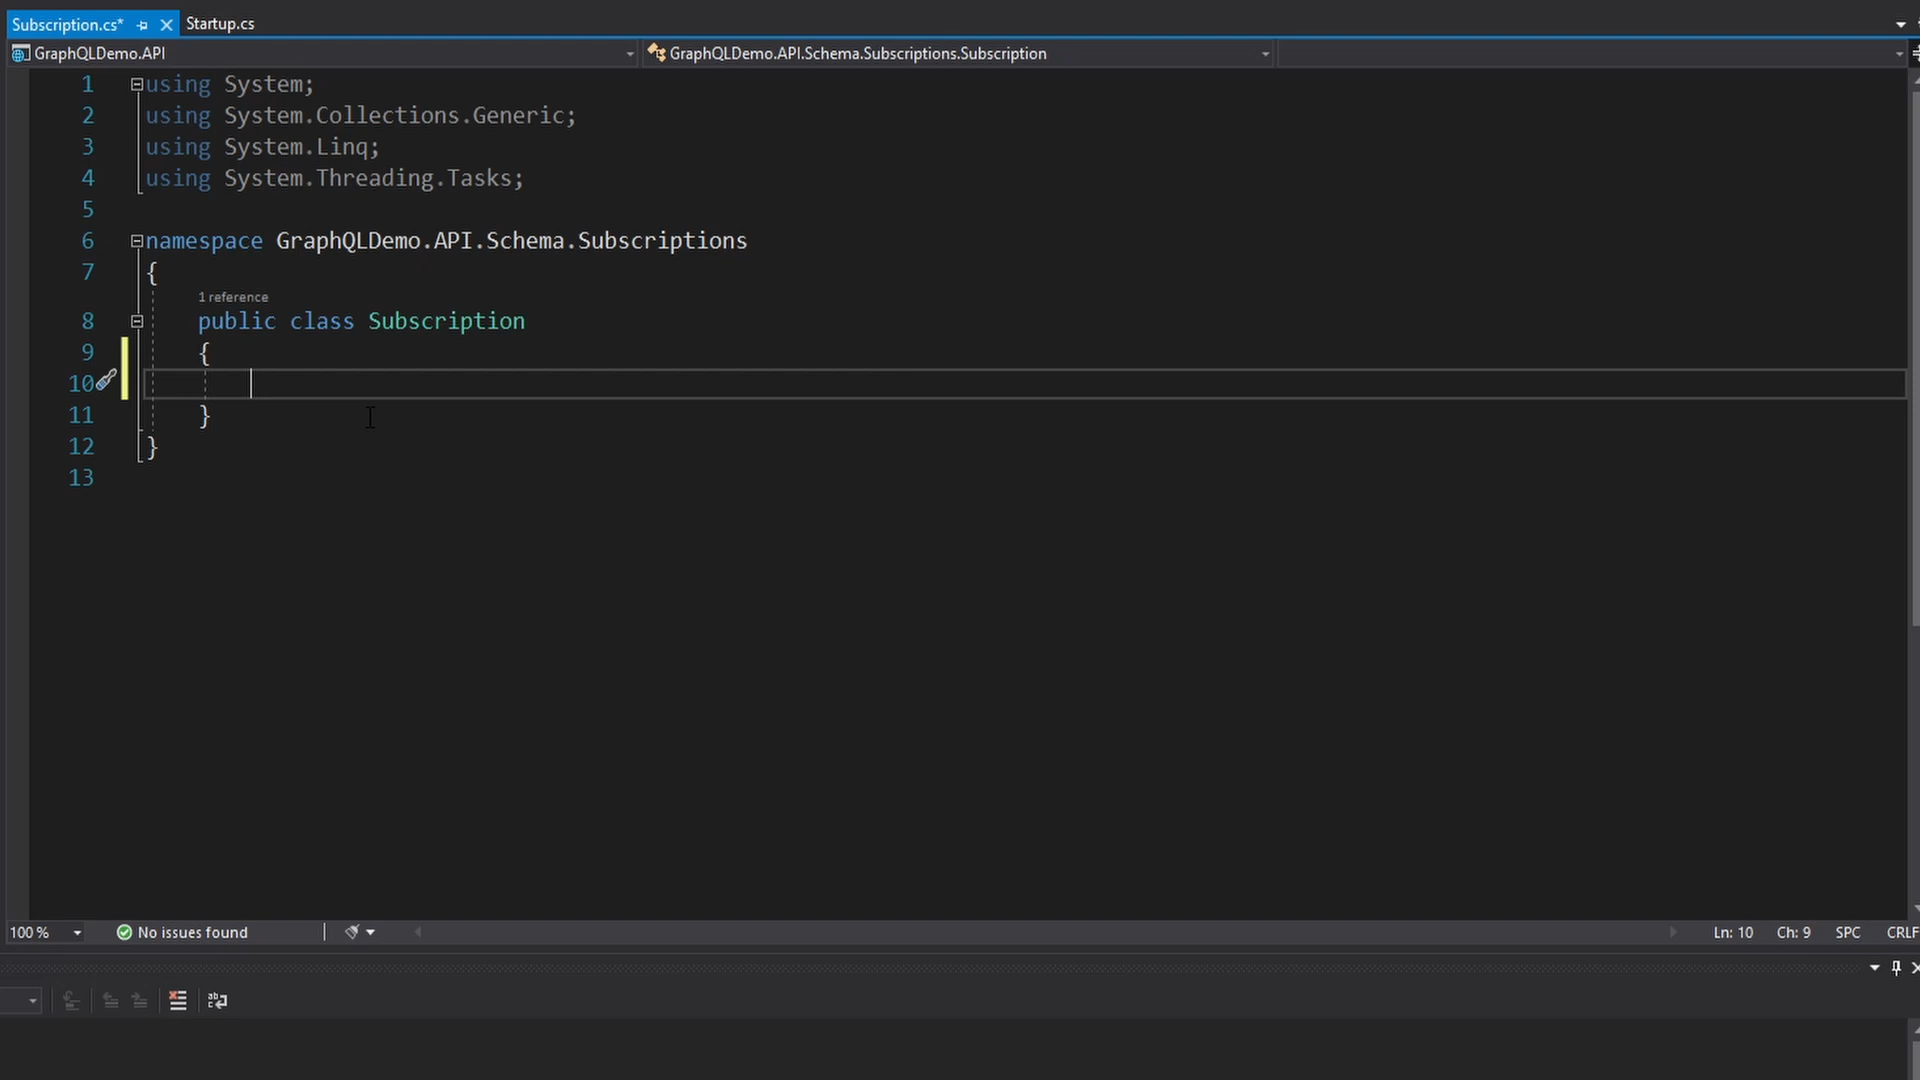 Subscription.cs* Startup.cs
GraphQLDemo.API GraphQLDemo.API.Schema.Subscriptions.Subscription
1 using System;
2 using System.Collections.Generic;
3 using System.Linq;
4 using System.Threading.Tasks;
5
6 namespace GraphQLDemo.API.Schema.Subscriptions
7 {
1 reference
8 public class Subscription
9 {
10
11 }
12 }
13
100 % No issues found Ln: 10 Ch: 9 SPC CRLF